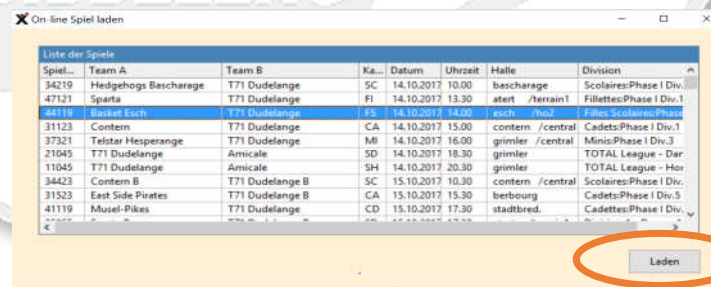 On-line Spiel laden
Liste der Spiele
Spiel... Team A Team B Ka... Datum Uhrzeit Halle Division
34219 Hedgehogs Bascharage T71 Dudelange SC 14.10.2017 10.00 bascharage Scolaires:Phase I Div.
47121 Sparta T71 Dudelange FI 14.10.2017 13.30 atert /terrain1 Fillettes:Phase I Div.1
44119 Basket Esch T71 Dudelange FS 14.10.2017 14.00 esch /ho2 Filles Scolaires:Phase
31123 Contern T71 Dudelange CA 14.10.2017 15.00 contern /central Cadets:Phase I Div.1
37321 Telstar Hesperange T71 Dudelange MI 14.10.2017 16.00 grimler /central Minis:Phase I Div.3
21045 T71 Dudelange Amicale SD 14.10.2017 18.30 grimler TOTAL League - Dar
11045 T71 Dudelange Amicale SH 14.10.2017 20.30 grimler TOTAL League - Hor
34423 Contern B T71 Dudelange B SC 15.10.2017 10.30 contern /central Scolaires:Phase I Div.
31523 East Side Pirates T71 Dudelange B CA 15.10.2017 15.30 berbourg Cadets:Phase I Div.5
41119 Musel-Pikes T71 Dudelange CD 15.10.2017 17.30 stadtbred. Cadettes:Phase I Div.
Laden